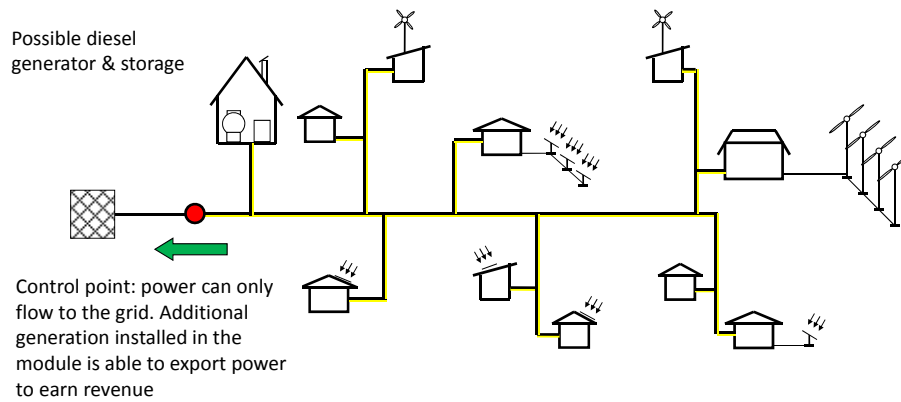 Possible diesel
generator & storage
Control point: power can only
flow to the grid. Additional
generation installed in the
module is able to export power
to earn revenue